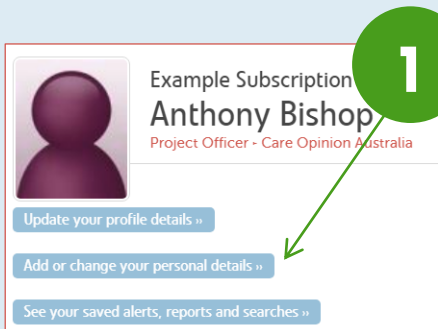 1
Example Subscription
Anthony Bishop
Project Officer - Care Opinion Australia
Update your profile details »
Add or change your personal details »
See your saved alerts, reports and searches »